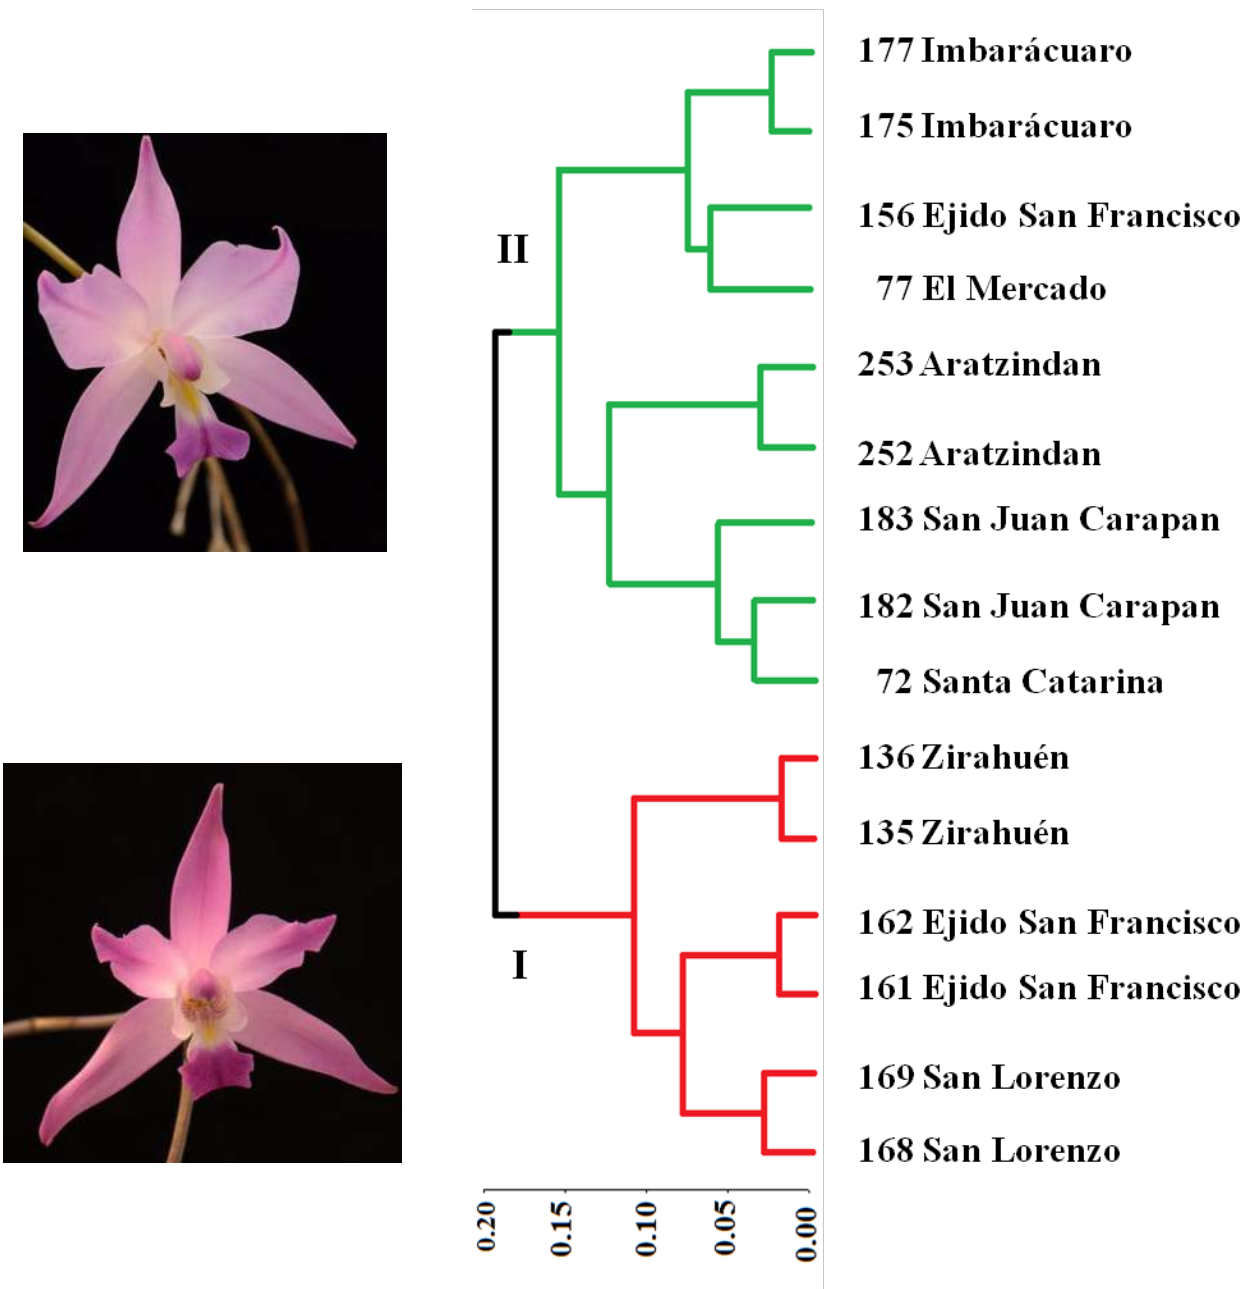 177 Imbarácuaro
175 Imbarácuaro
156 Ejido San Francisco
II
77 El Mercado
253 Aratzindan
252 Aratzindan
183 San Juan Carapan
182 San Juan Carapan
72 Santa Catarina
136 Zirahuén
135 Zirahuén
162 Ejido San Francisco
I
161 Ejido San Francisco
169 San Lorenzo
168 San Lorenzo
0.20 0.15 0.10 0.05 0.00